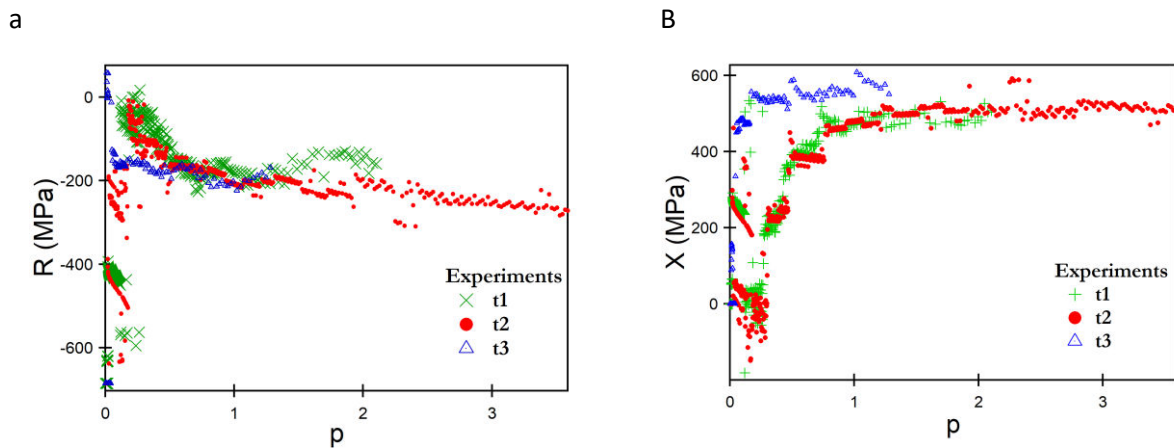 a
B
R (MPa)
0
-200
-400
-600
Experiments
t1
t2
t3
0
1
2
3
p
X (MPa)
600
400
200
0
Experiments
t1
t2
t3
0
1
2
3
p